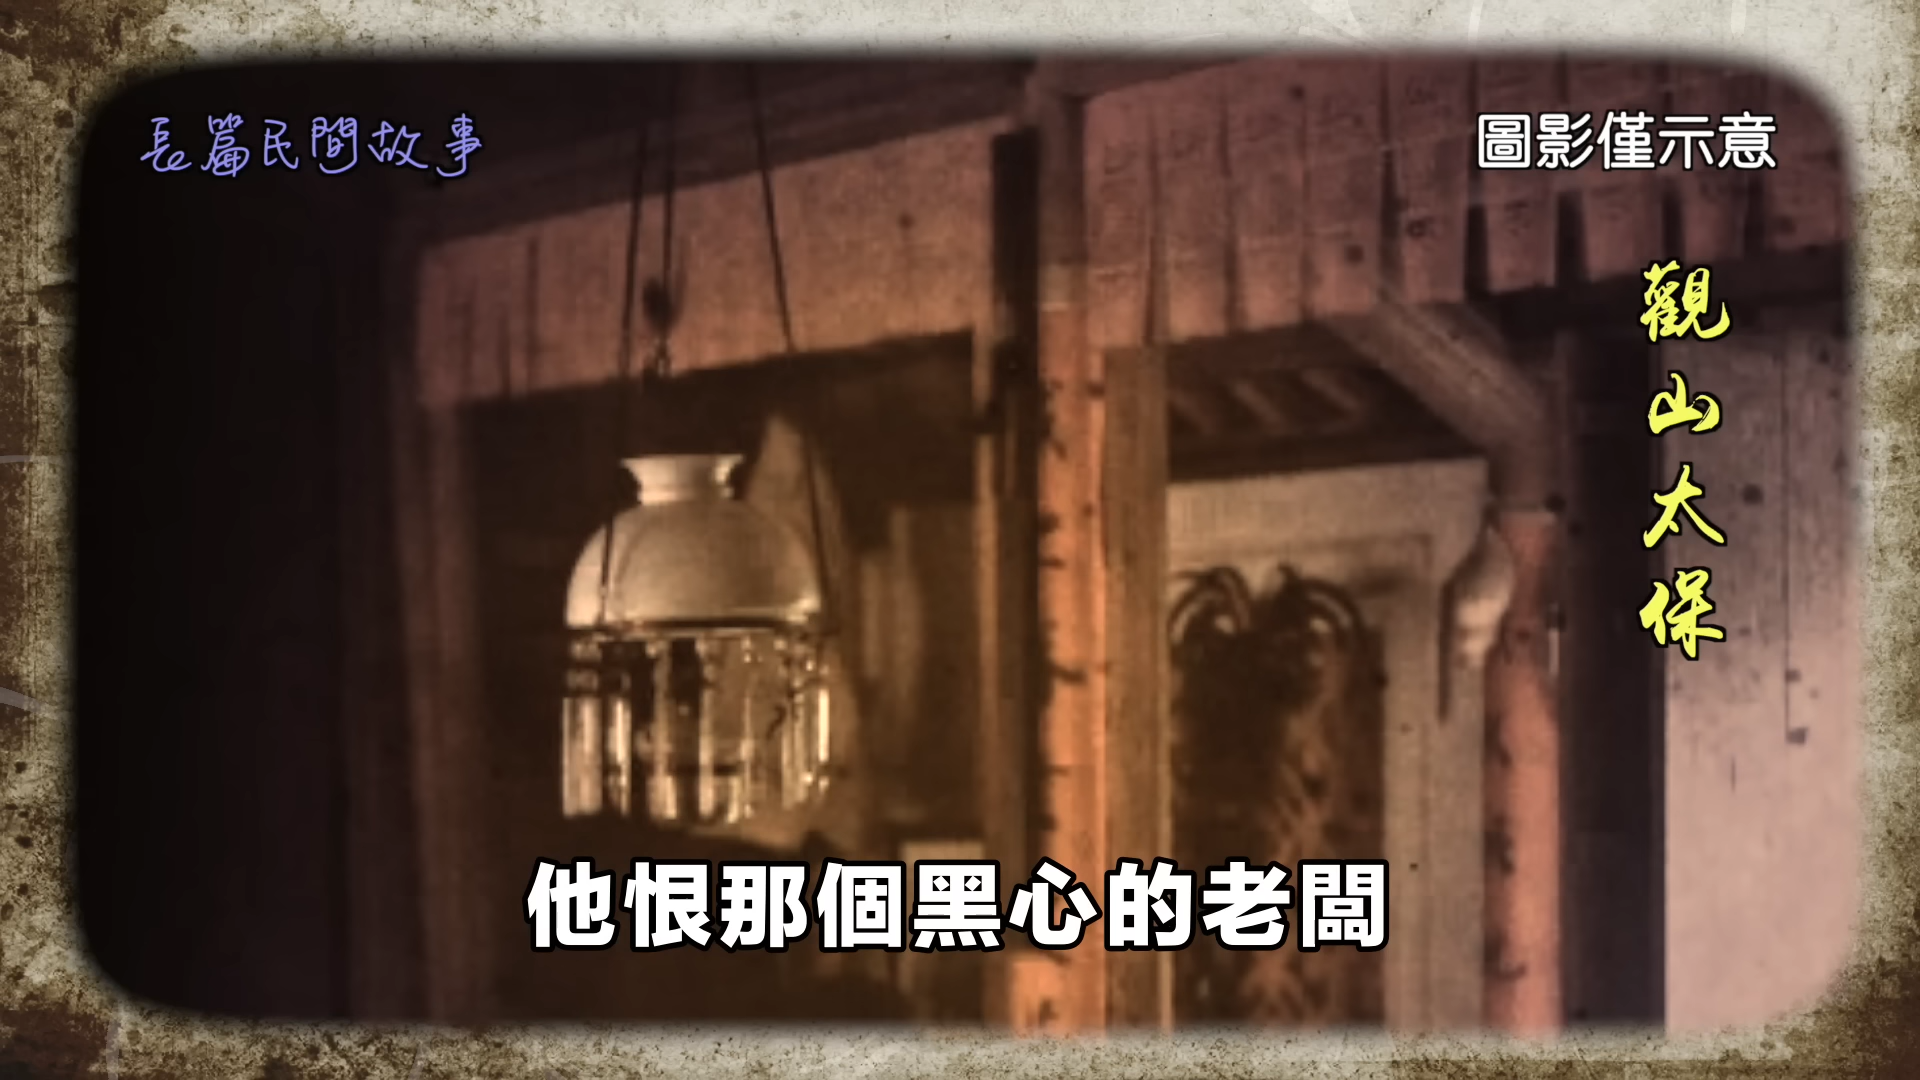 長篇民間故事
圖影僅示意
觀山太保
他恨那個黑心的老闆